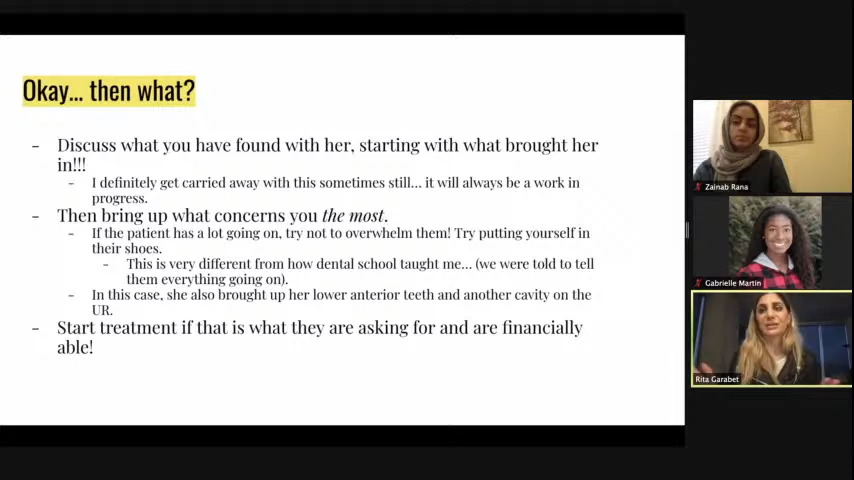 Okay... then what?
- Discuss what you have found with her, starting with what brought her
in!!!
- I definitely get carried away with this sometimes still... it will always be a work in
progress.
- Then bring up what concerns you the most.
- If the patient has a lot going on, try not to overwhelm them! Try putting yourself in
their shoes.
- This is very different from how dental school taught me... (we were told to tell
them everything going on).
- In this case, she also brought up her lower anterior teeth and another cavity on the
UR.
- Start treatment if that is what they are asking for and are financially
able!
Zainab Rana
Gabrielle Martin
Rita Garabet